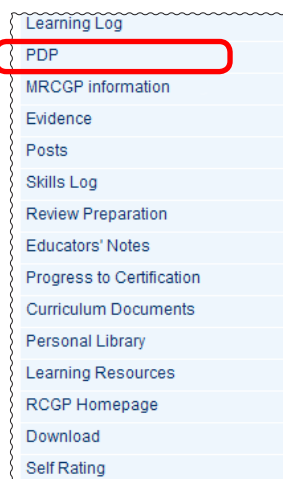 Learning Log
PDP
MRCGP information
Evidence
Posts
Skills Log
Review Preparation
Educators' Notes
Progress to Certification
Curriculum Documents
Personal Library
Learning Resources
RCGP Homepage
Download
Self Rating